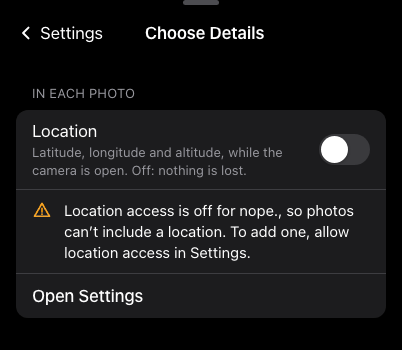 Settings
Choose Details
IN EACH PHOTO
Location
Latitude, longitude and altitude, while the
camera is open. Off: nothing is lost.
Location access is off for nope., so photos
can’t include a location. To add one, allow
location access in Settings.
Open Settings